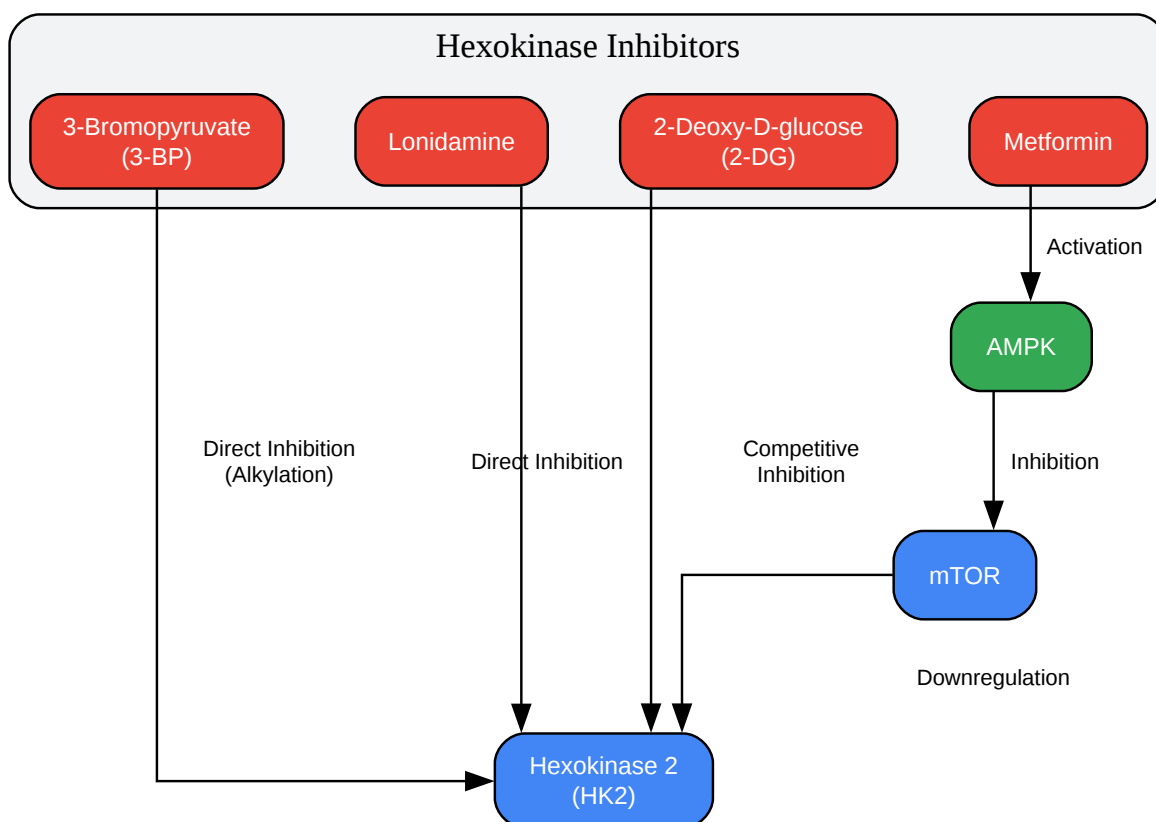 Hexokinase Inhibitors
3-Bromopyruvate
(3-BP)
Lonidamine
2-Deoxy-D-glucose
(2-DG)
Metformin
Activation
AMPK
Direct Inhibition
(Alkylation)
Direct Inhibition
Competitive
Inhibition
Inhibition
mTOR
Downregulation
Hexokinase 2
(HK2)